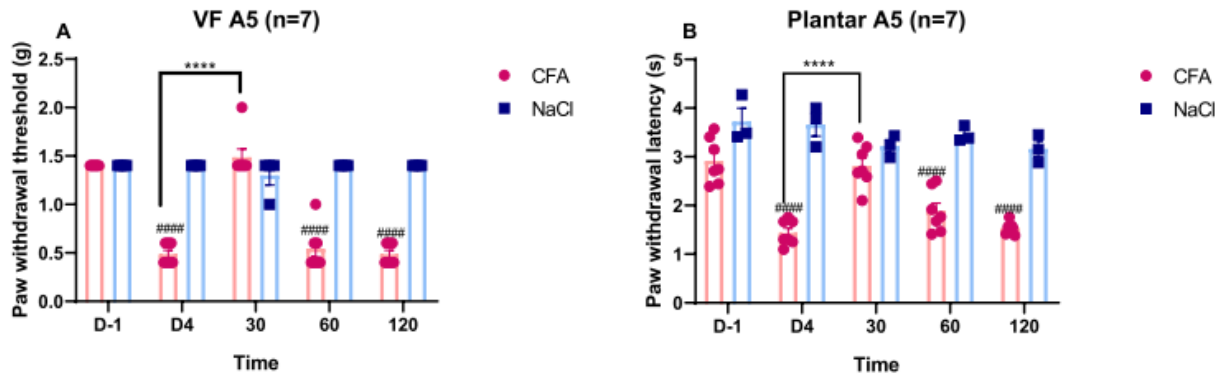 VF A5 (n=7)
A
Paw withdrawal threshold (g)
2.5
2.0
1.5
1.0
0.5
0.0
****
####
####
####
D-1 D4 30 60 120
Time
CFA
NaCl
Plantar A5 (n=7)
B
Paw withdrawal latency (s)
5
4
3
2
1
0
****
####
####
####
D-1 D4 30 60 120
Time
CFA
NaCl